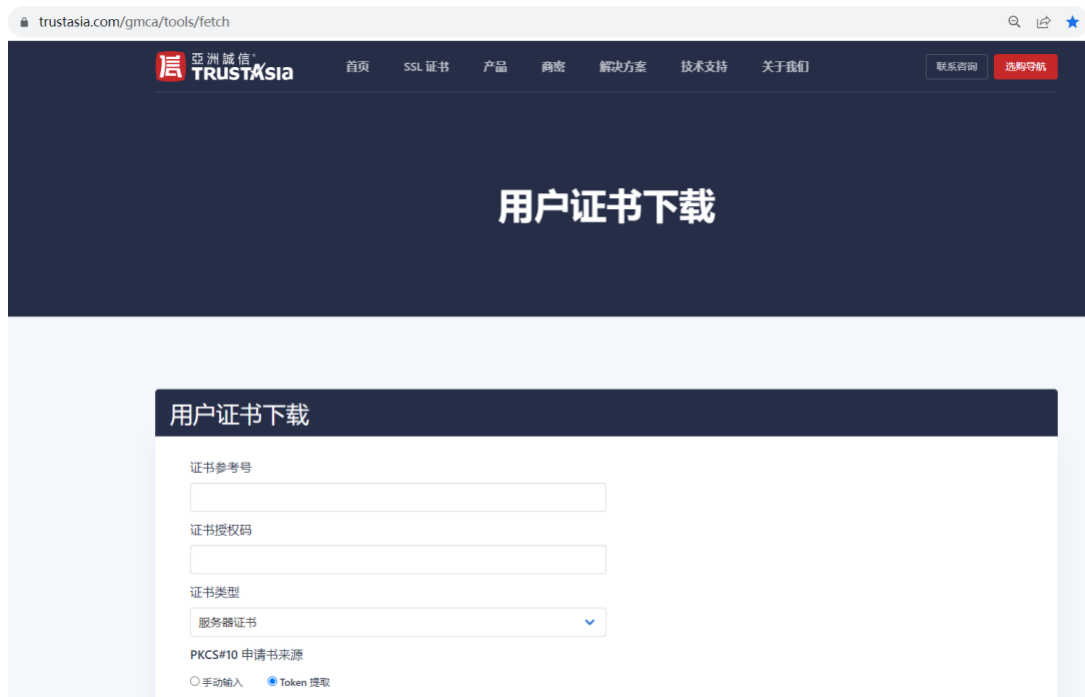 trustasia.com/gmca/tools/fetch
亞洲誠信®
TRUSTASIA
首页 SSL 证书 产品 商密 解决方案 技术支持 关于我们 联系咨询 选购导航
用户证书下载
用户证书下载
证书参考号
证书授权码
证书类型
服务器证书
PKCS#10 申请书来源
手动输入 Token 提取